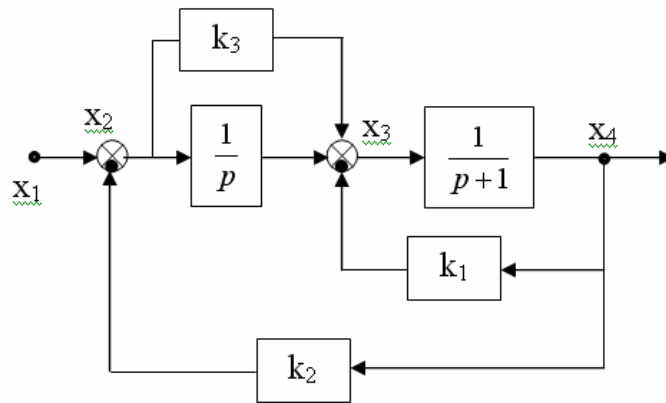 k₃
x₂
x₃
x₄
1
p
1
p + 1
x₁
k₁
k₂